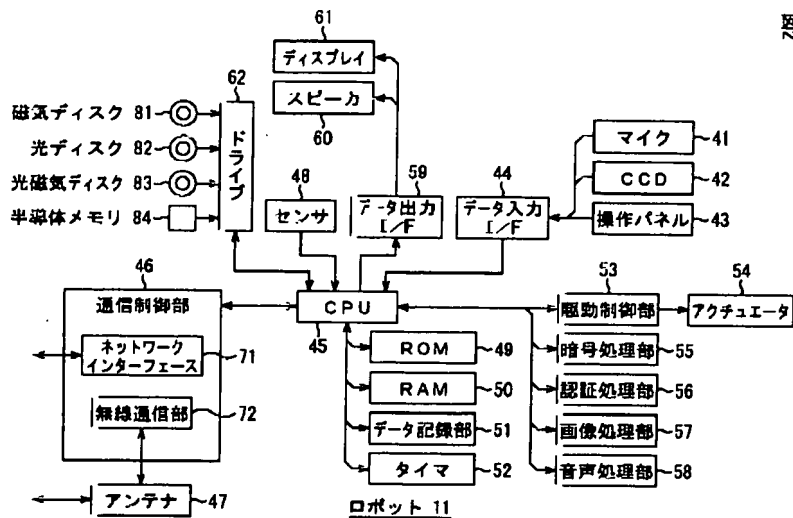 図2
61
ディスプレイ
スピーカ
60
62
ドライブ
磁気ディスク 81
光ディスク 82
光磁気ディスク 83
半導体メモリ 84
48
センサ
59
データ出力
I/F
44
データ入力
I/F
マイク 41
CCD 42
操作パネル 43
46
通信制御部
ネットワーク
インターフェース 71
無線通信部 72
アンテナ 47
CPU
45
ROM 49
RAM 50
データ記録部 51
タイマ 52
53
駆動制御部
54
アクチュエータ
暗号処理部 55
認証処理部 56
画像処理部 57
音声処理部 58
ロボット 11